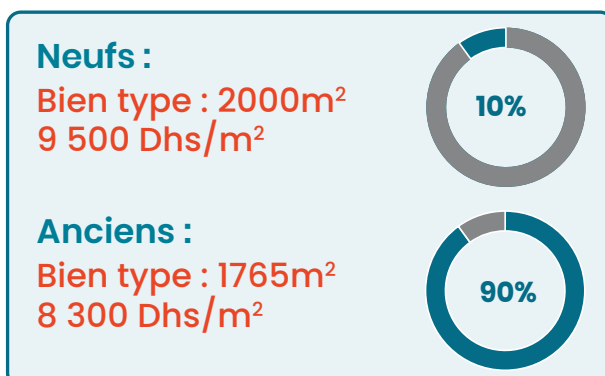 Neufs :
Bien type : 2000m²
9 500 Dhs/m²
10%
Anciens :
Bien type : 1765m²
8 300 Dhs/m²
90%